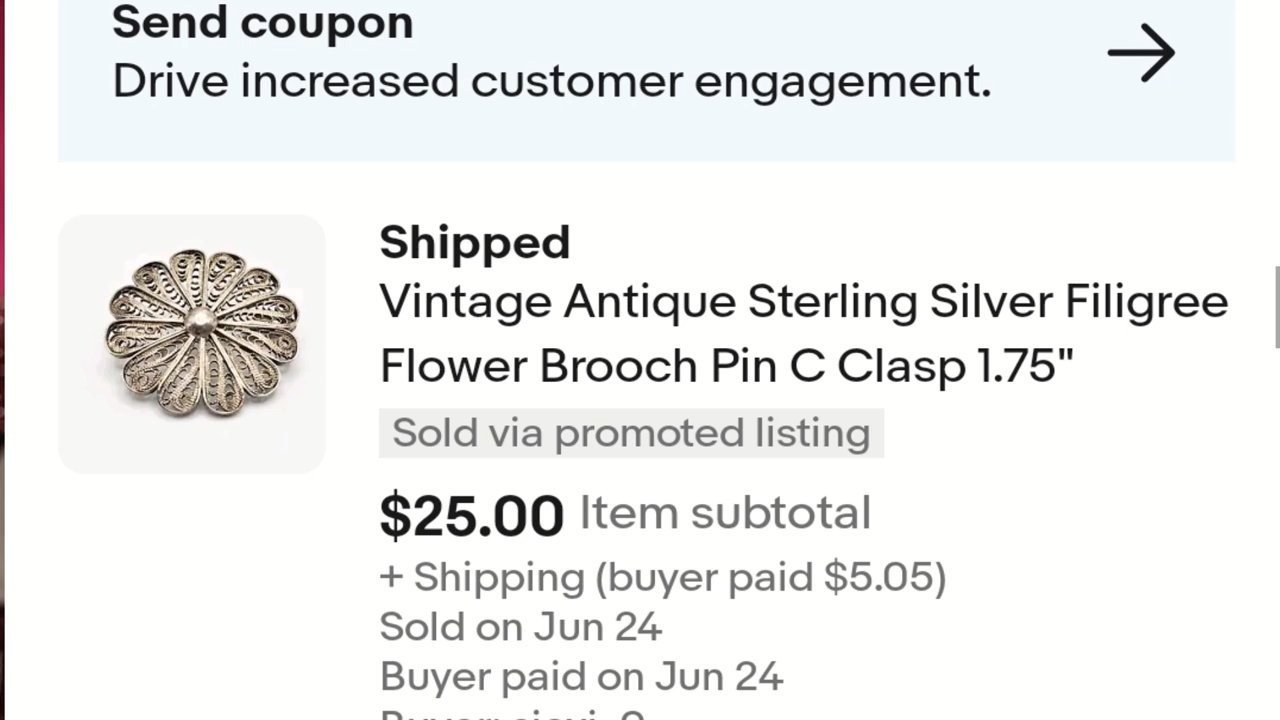 Send coupon
Drive increased customer engagement.
Shipped
Vintage Antique Sterling Silver Filigree
Flower Brooch Pin C Clasp 1.75"
Sold via promoted listing
$25.00 Item subtotal
+ Shipping (buyer paid $5.05)
Sold on Jun 24
Buyer paid on Jun 24